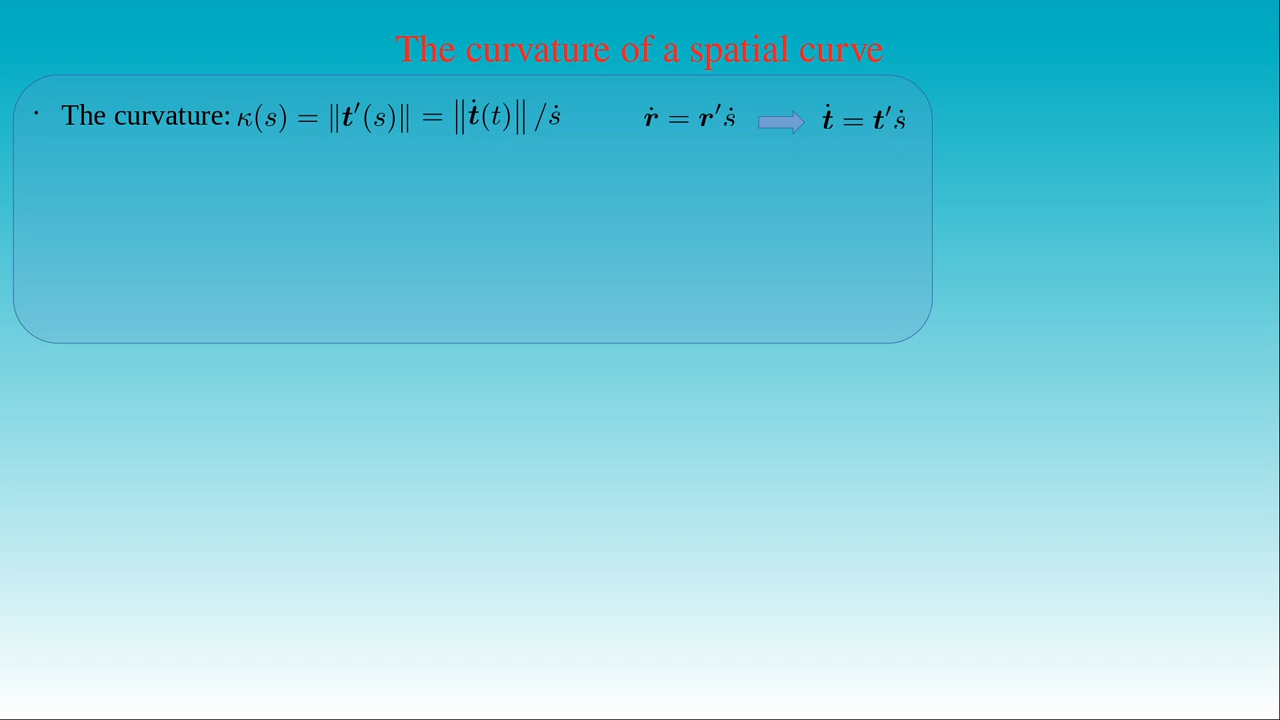 The curvature of a spatial curve
· The curvature: κ(s) = ‖t′(s)‖ = ‖ṫ(t)‖ /ṡ ṙ = r′ṡ ṫ = t′ṡ